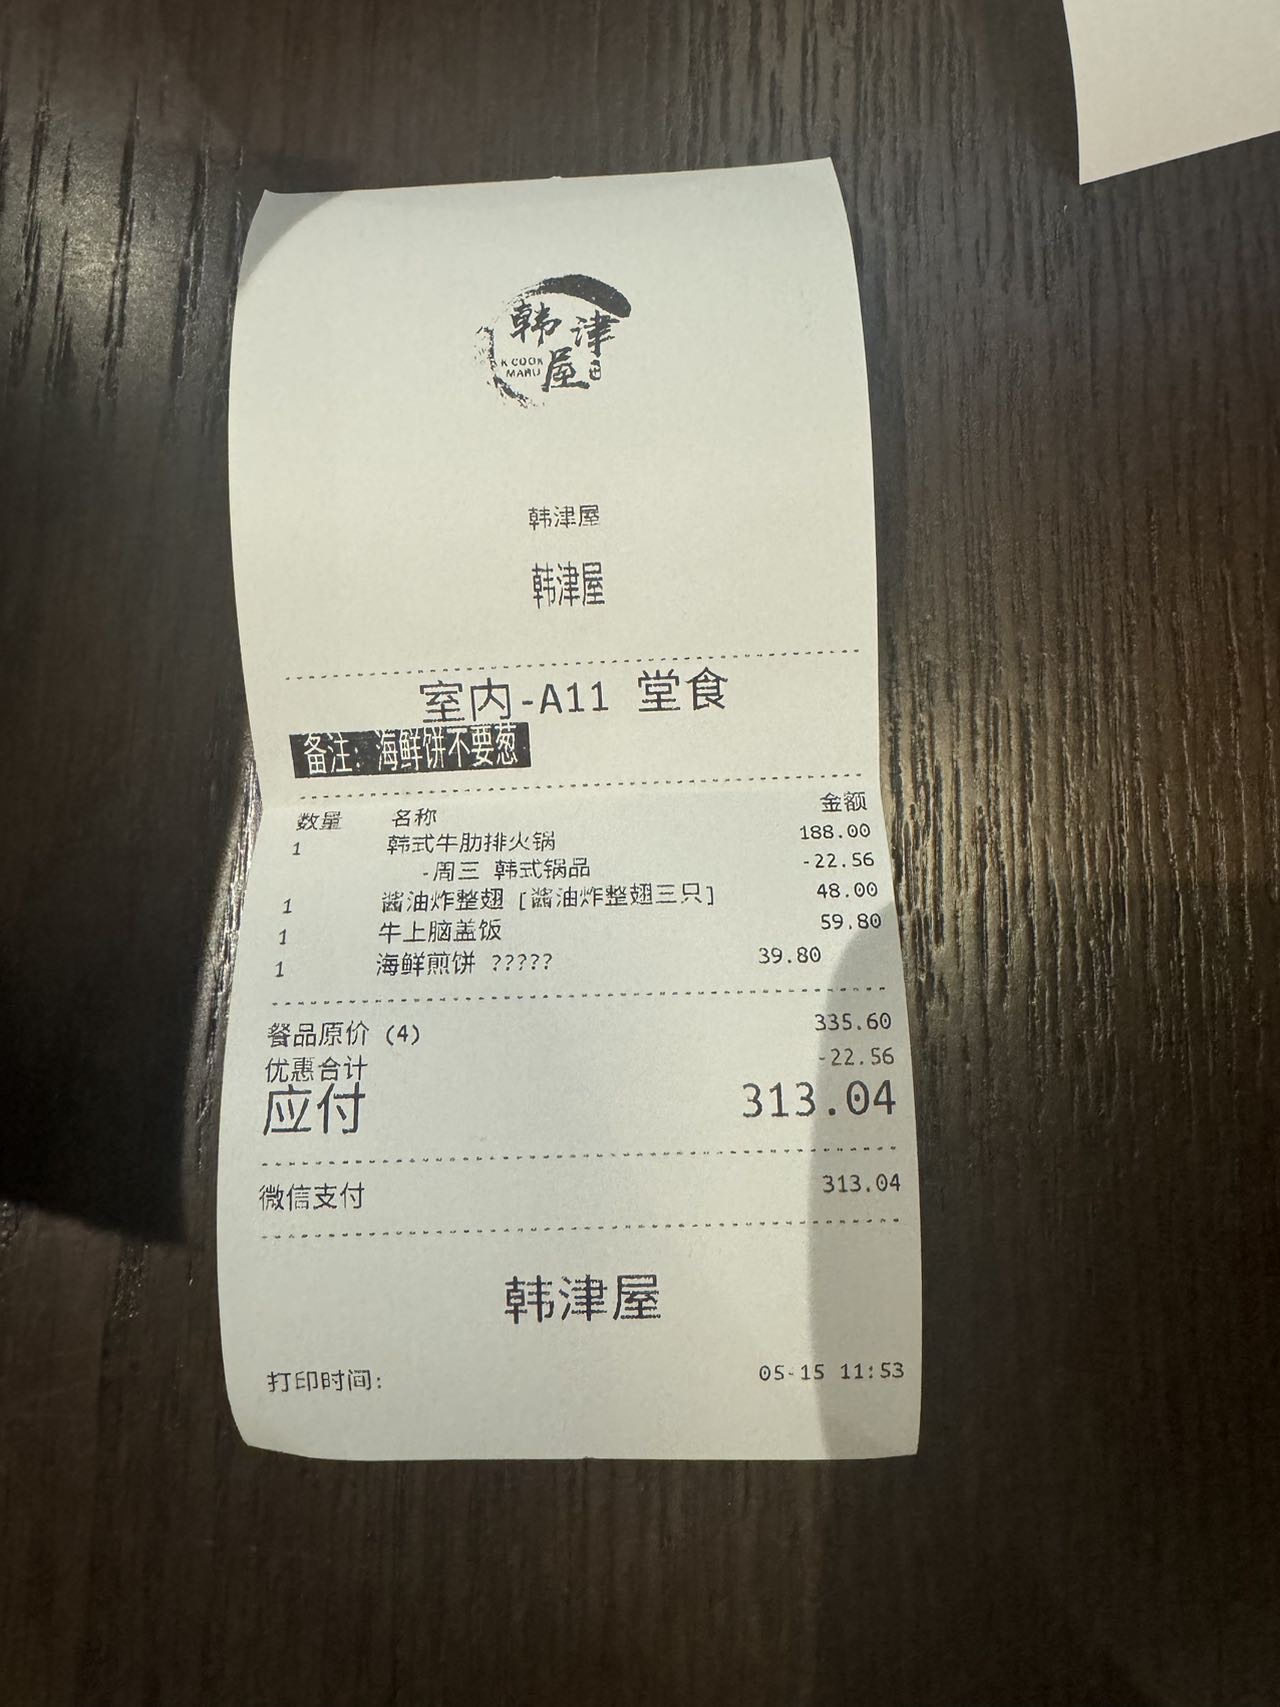 韩津屋
K COOK
MARU
韩津屋
韩津屋
室内-A11 堂食
备注: 海鲜饼不要葱
数量 名称 金额
1 韩式牛肋排火锅 188.00
-周三 韩式锅品 -22.56
1 酱油炸整翅 [酱油炸整翅三只] 48.00
1 牛上脑盖饭 59.80
1 海鲜煎饼 ????? 39.80
餐品原价 (4) 335.60
优惠合计 -22.56
应付 313.04
微信支付 313.04
韩津屋
打印时间: 05-15 11:53